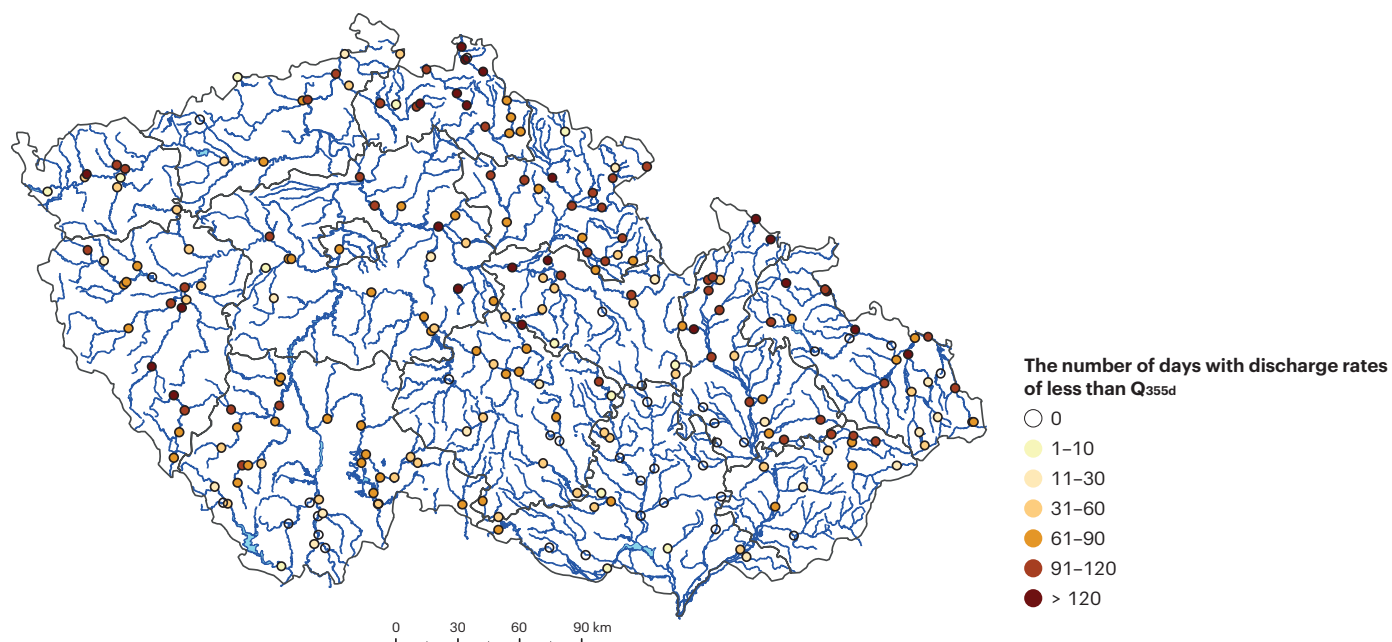 The number of days with discharge rates
of less than Q355d
0
1–10
11–30
31–60
61–90
91–120
> 120
0 30 60 90 km